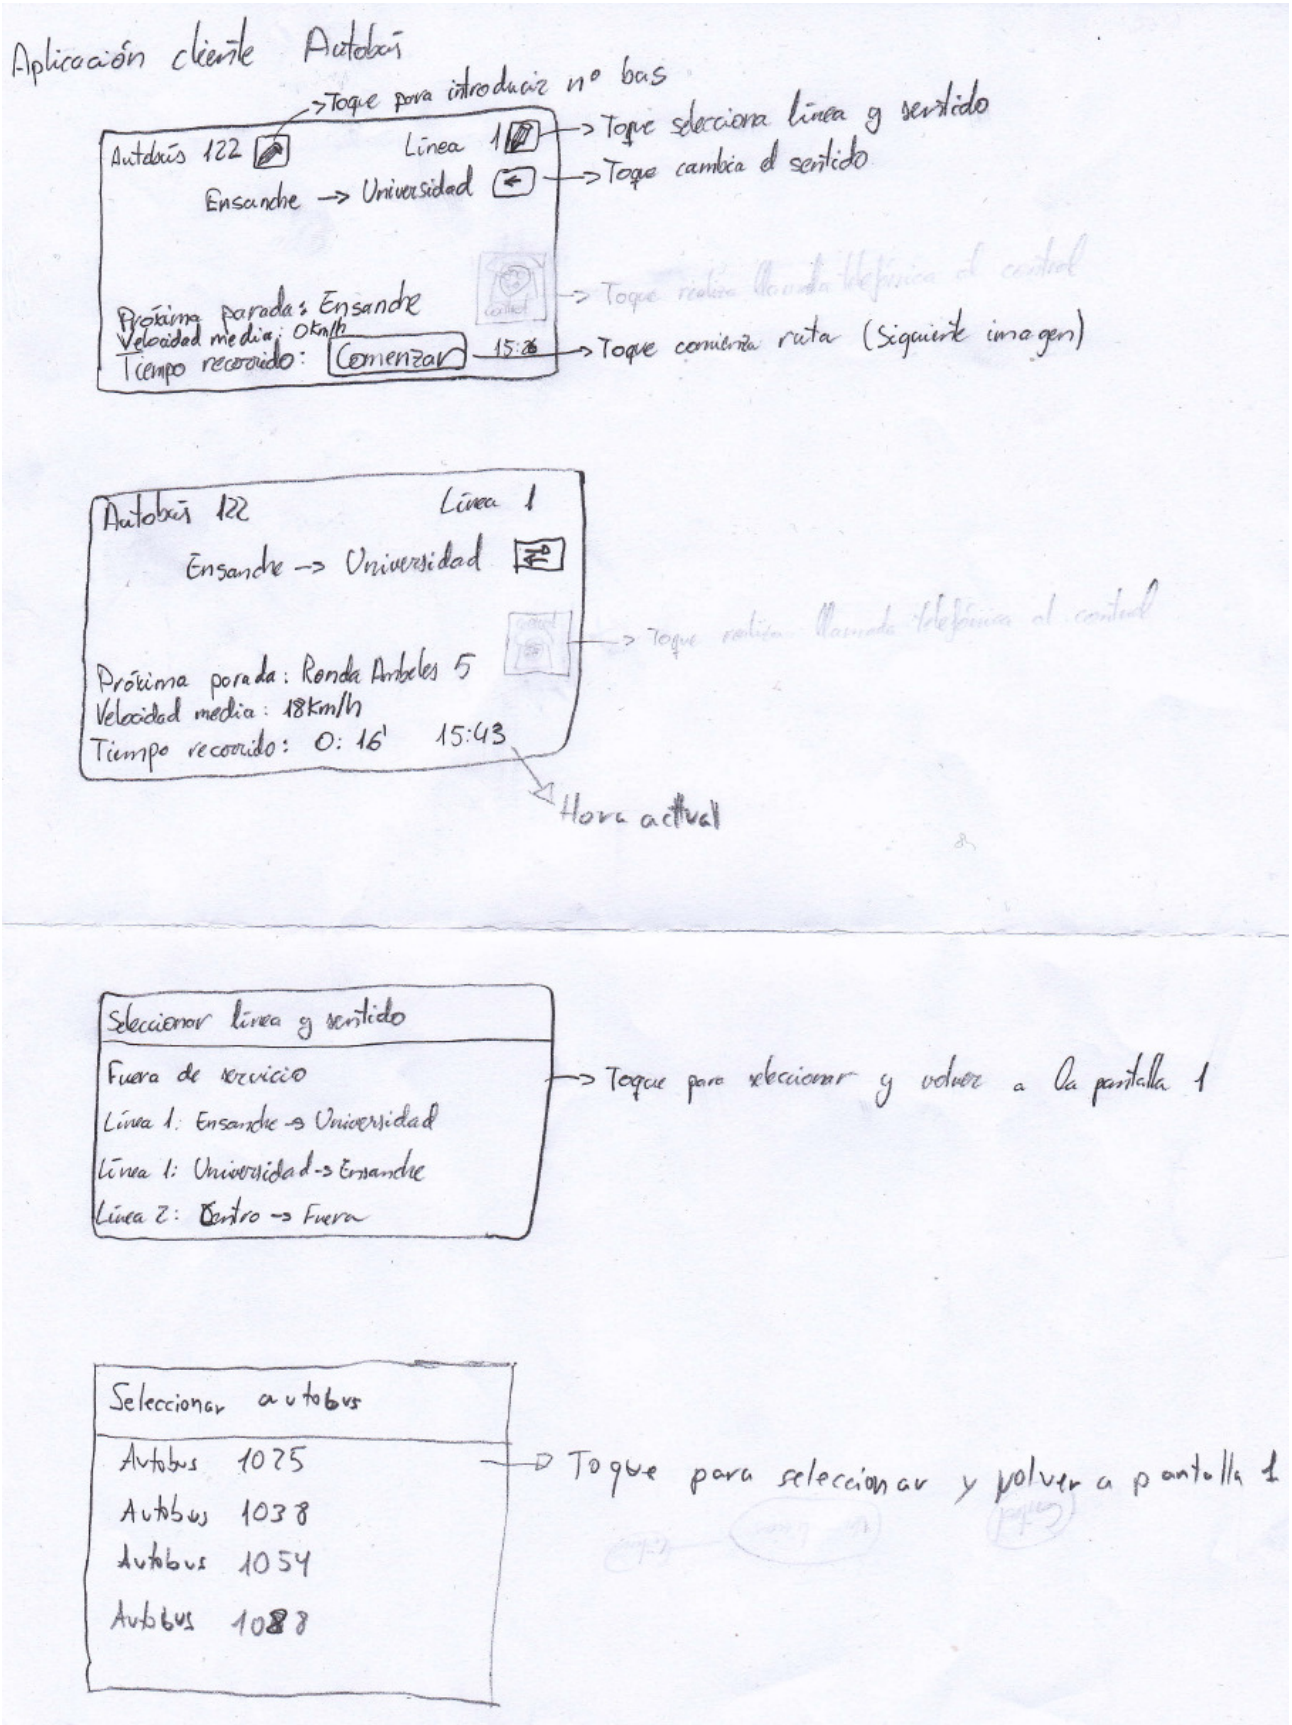 Aplicación cliente Autobús
→ Toque para introducir nº bus
Autobús 122
Línea 1
→ Toque selecciona línea y sentido
Ensanche → Universidad ←
→ Toque cambia el sentido
control
→ Toque realiza llamada telefónica al control
Próxima parada: Ensanche
Velocidad media: 0km/h
Tiempo recorrido: Comenzar 15:26
→ Toque comienza ruta (Siguiente imagen)
Autobús 122
Línea 1
Ensanche → Universidad
→ Toque realiza llamada telefónica al control
Próxima parada: Ronda Ambeles 5
Velocidad media: 18km/h
Tiempo recorrido: 0:16' 15:43
Hora actual
Seleccionar línea y sentido
Fuera de servicio
→ Toque para seleccionar y volver a la pantalla 1
Línea 1: Ensanche → Universidad
Línea 1: Universidad → Ensanche
Línea 2: Dentro → Fuera
Seleccionar autobus
Autobus 1025
→ Toque para seleccionar y volver a pantalla 1
Autobus 1038
Autobus 1054
Autobus 1088